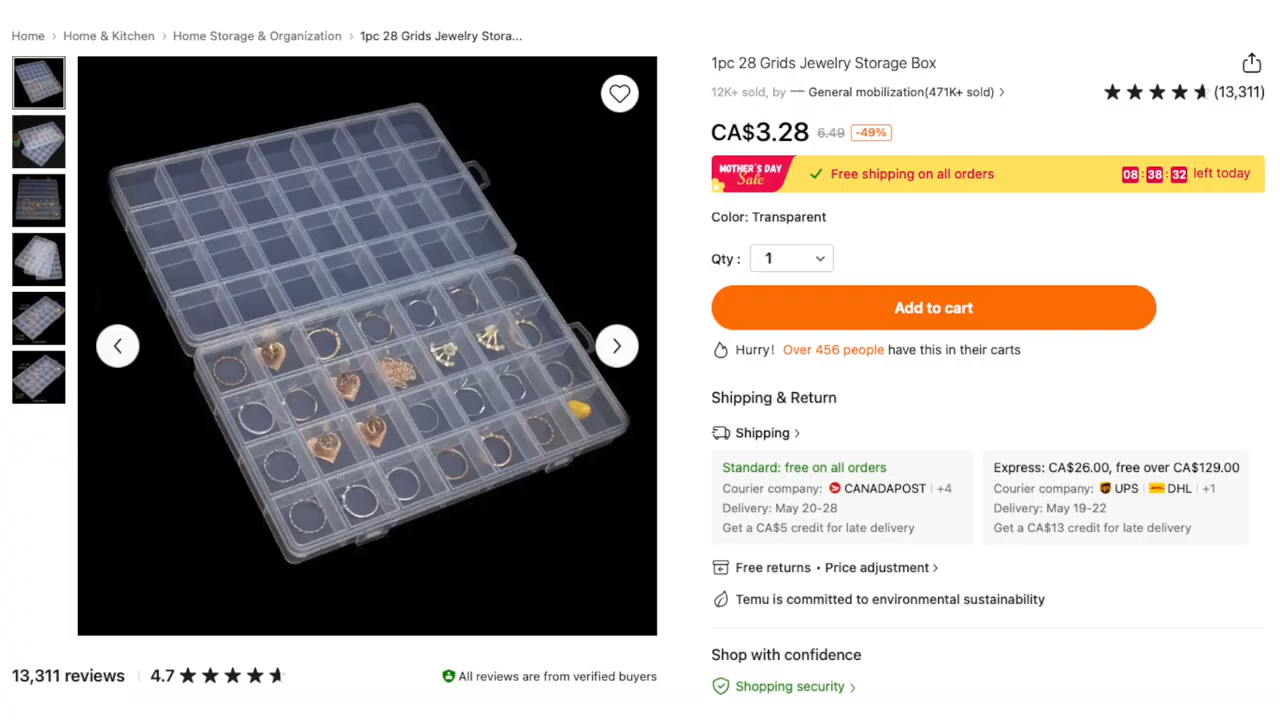 Home › Home & Kitchen › Home Storage & Organization › 1pc 28 Grids Jewelry Stora...
1pc 28 Grids Jewelry Storage Box
12K+ sold, by — General mobilization(471K+ sold) ›
(13,311)
CA$3.28 6.49 -49%
MOTHER'S DAY
Sale
Free shipping on all orders
08:38:32 left today
Color: Transparent
Qty : 1
Add to cart
Hurry! Over 456 people have this in their carts
Shipping & Return
Shipping ›
Standard: free on all orders
Courier company: CANADAPOST | +4
Delivery: May 20-28
Get a CA$5 credit for late delivery
Express: CA$26.00, free over CA$129.00
Courier company: UPS | DHL | +1
Delivery: May 19-22
Get a CA$13 credit for late delivery
Free returns • Price adjustment ›
Temu is committed to environmental sustainability
Shop with confidence
Shopping security ›
13,311 reviews | 4.7
All reviews are from verified buyers